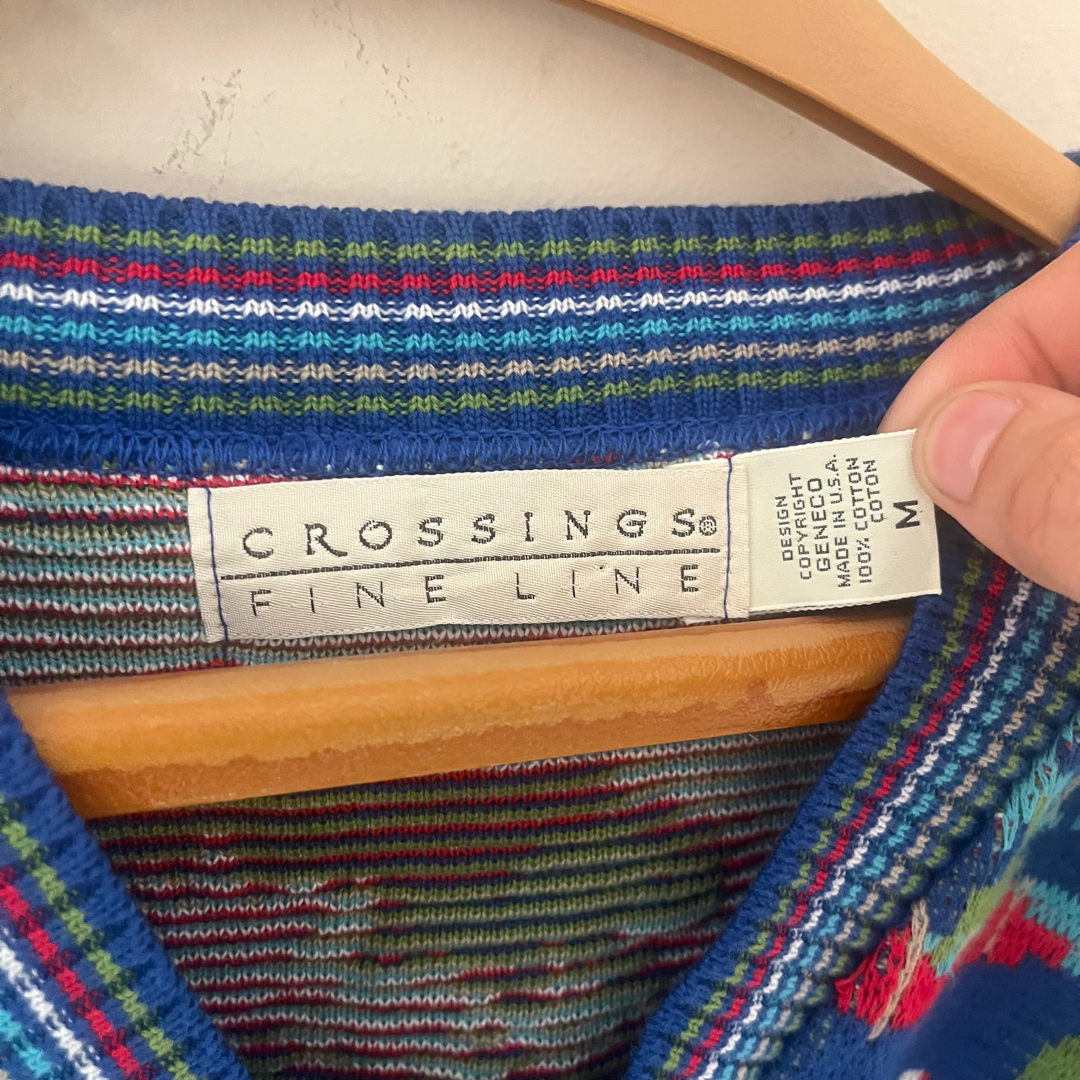 CROSSINGS®
FINE LINE
DESIGN
COPYRIGHT
GENECO
MADE IN U.S.A.
100% COTTON
COTON
M